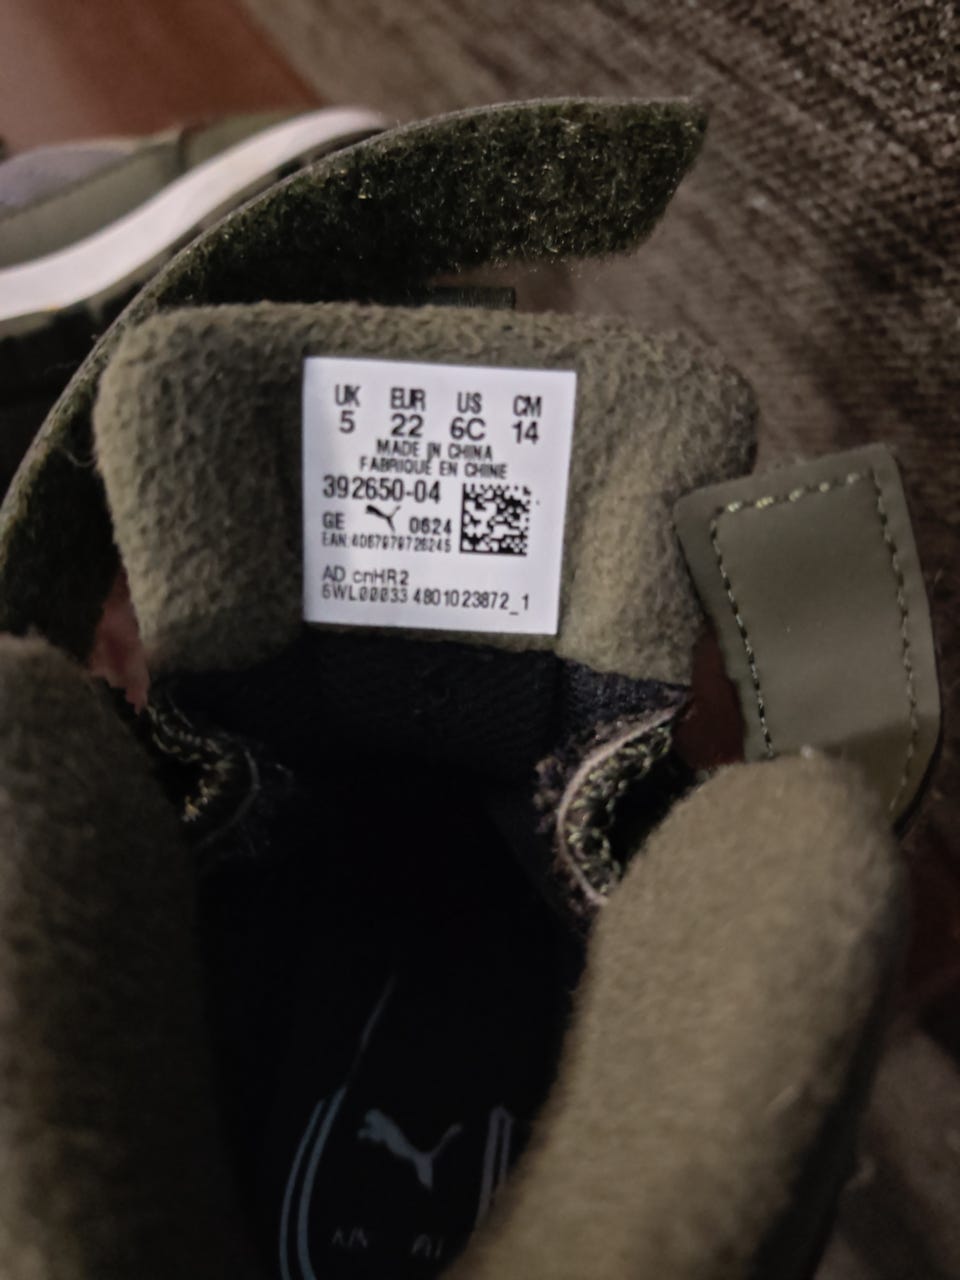 UK EUR US CM
5 22 6C 14
MADE IN CHINA
FABRIQUÉ EN CHINE
392650-04
GE 0624
EAN:4067979726245
AD cnHR2
6WL00033 4801023872_1